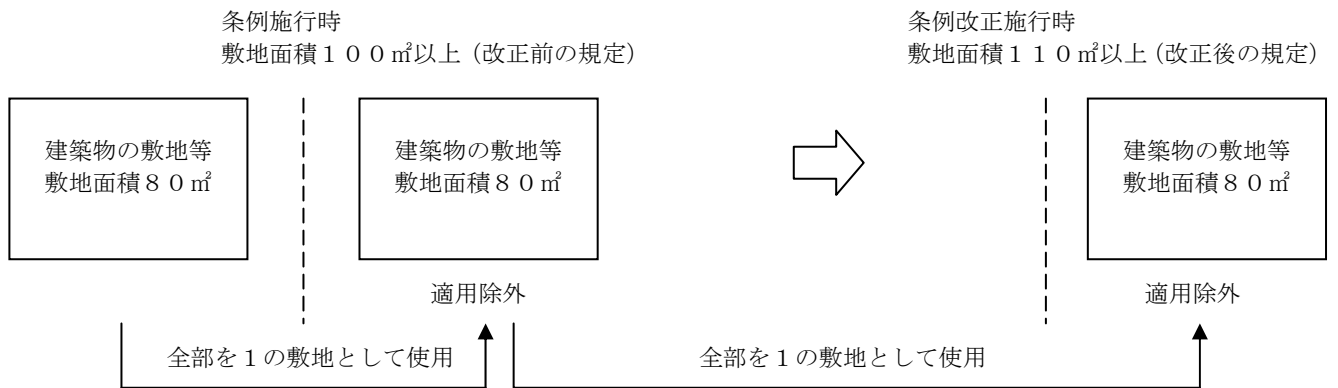 条例施行時
敷地面積１００㎡以上（改正前の規定）
条例改正施行時
敷地面積１１０㎡以上（改正後の規定）
建築物の敷地等
敷地面積８０㎡
建築物の敷地等
敷地面積８０㎡
建築物の敷地等
敷地面積８０㎡
適用除外
適用除外
全部を１の敷地として使用
全部を１の敷地として使用